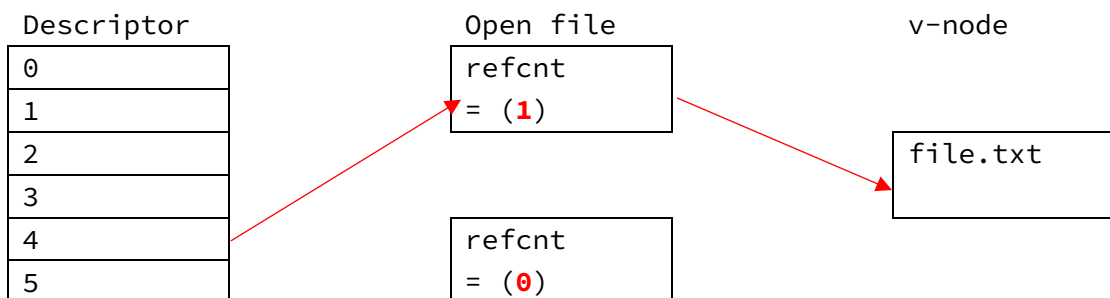 Descriptor
0
1
2
3
4
5
Open file
refcnt
= (1)
refcnt
= (0)
v-node
file.txt